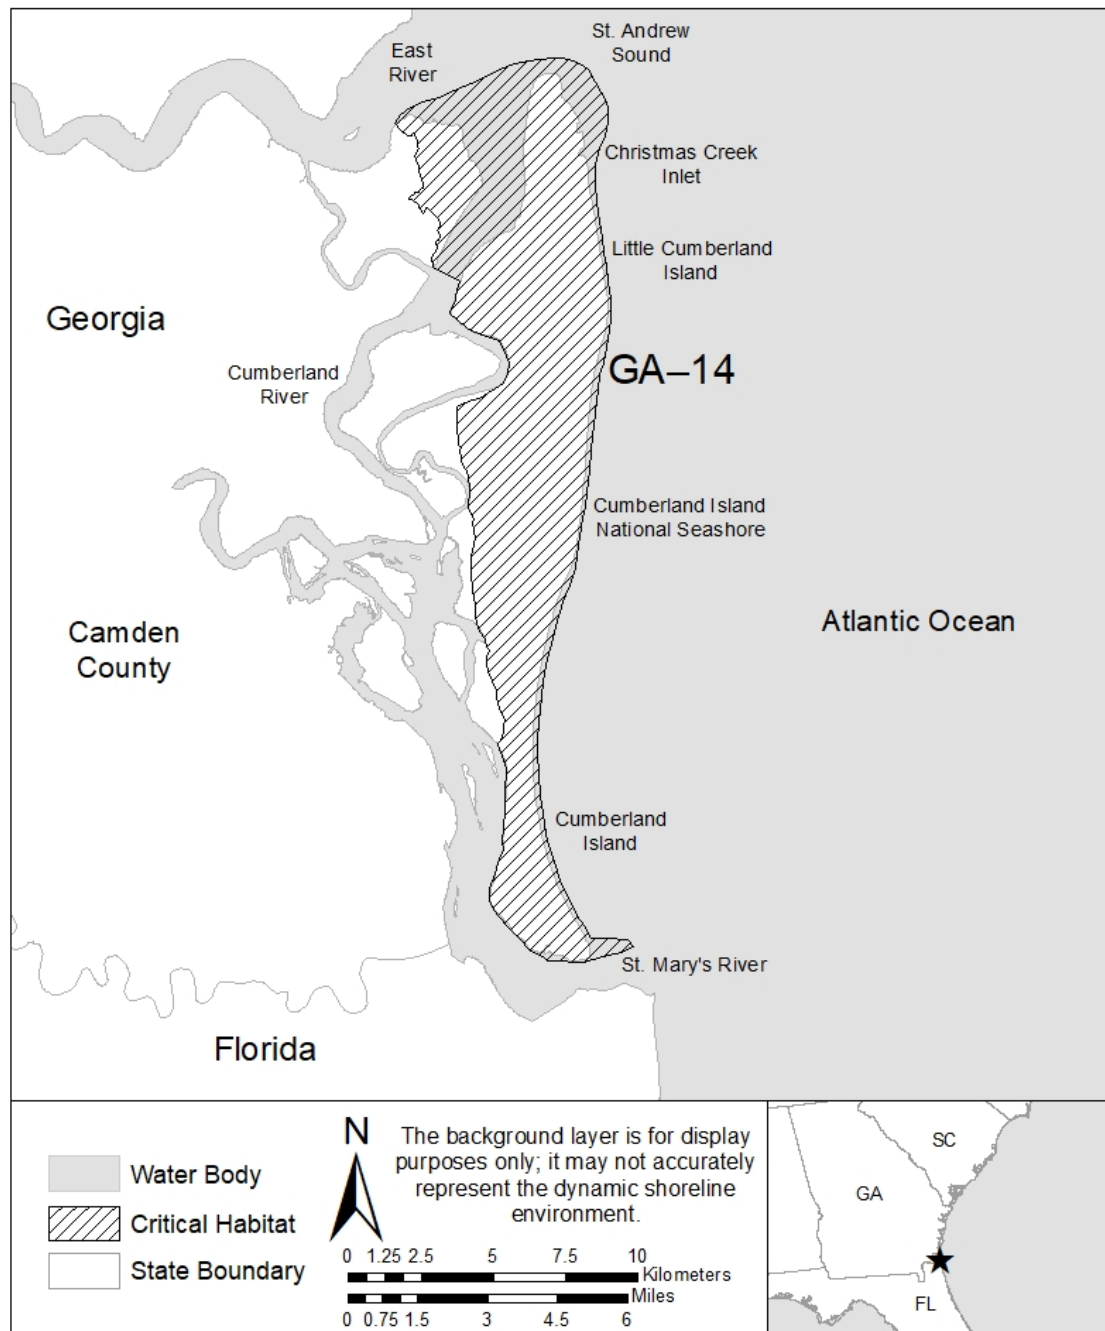 St. Andrew
Sound
East
River
Christmas Creek
Inlet
Little Cumberland
Island
Georgia
GA–14
Cumberland
River
Cumberland Island
National Seashore
Atlantic Ocean
Camden
County
Cumberland
Island
St. Mary's River
Florida
Water Body
Critical Habitat
State Boundary
N
The background layer is for display
purposes only; it may not accurately
represent the dynamic shoreline
environment.
0 1.25 2.5 5 7.5 10
Kilometers
Miles
0 0.75 1.5 3 4.5 6
SC
GA
FL